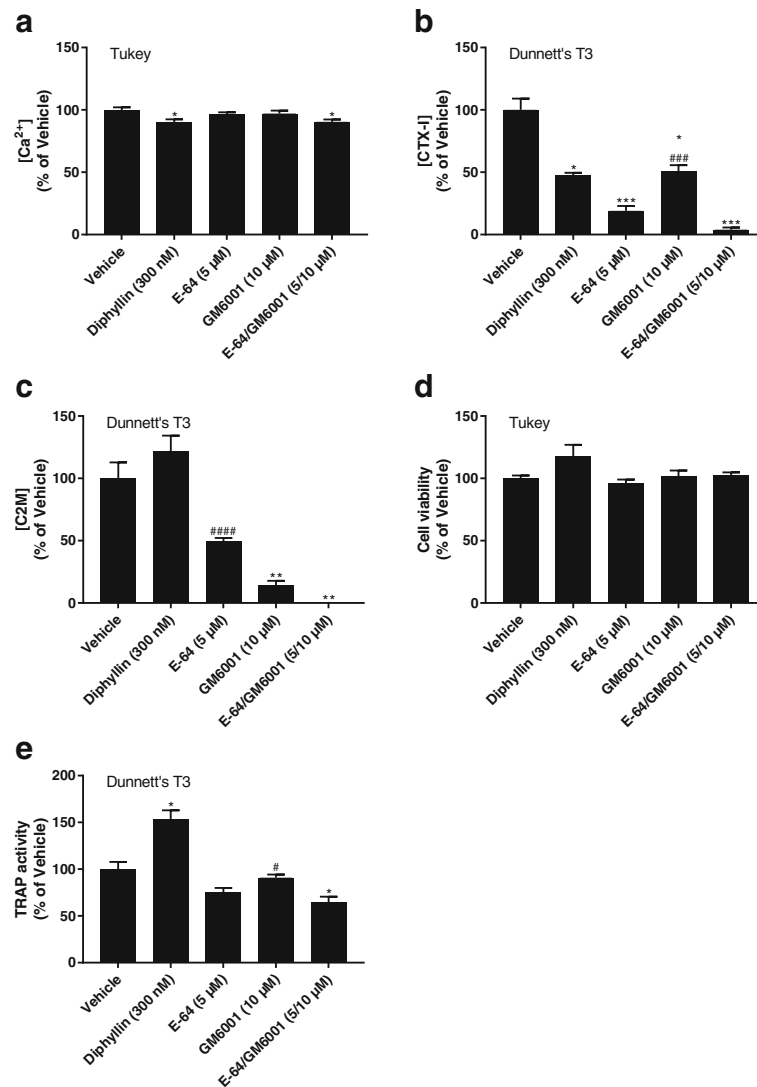 a
Tukey
[Ca²⁺]
(% of Vehicle)
150
100
50
0
*
*
Vehicle
Diphyllin (300 nM)
E-64 (5 µM)
GM6001 (10 µM)
E-64/GM6001 (5/10 µM)
b
Dunnett's T3
[CTX-I]
(% of Vehicle)
150
100
50
0
*
***
*
###
***
Vehicle
Diphyllin (300 nM)
E-64 (5 µM)
GM6001 (10 µM)
E-64/GM6001 (5/10 µM)
c
Dunnett's T3
[C2M]
(% of Vehicle)
150
100
50
0
####
**
**
Vehicle
Diphyllin (300 nM)
E-64 (5 µM)
GM6001 (10 µM)
E-64/GM6001 (5/10 µM)
d
Tukey
Cell viability
(% of Vehicle)
150
100
50
0
Vehicle
Diphyllin (300 nM)
E-64 (5 µM)
GM6001 (10 µM)
E-64/GM6001 (5/10 µM)
e
Dunnett's T3
TRAP activity
(% of Vehicle)
200
150
100
50
0
*
#
*
Vehicle
Diphyllin (300 nM)
E-64 (5 µM)
GM6001 (10 µM)
E-64/GM6001 (5/10 µM)